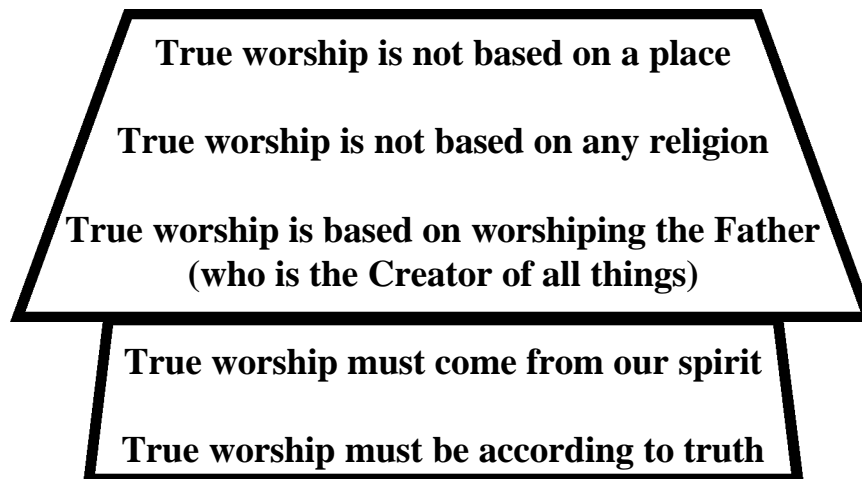 True worship is not based on a place
True worship is not based on any religion
True worship is based on worshiping the Father
(who is the Creator of all things)
True worship must come from our spirit
True worship must be according to truth